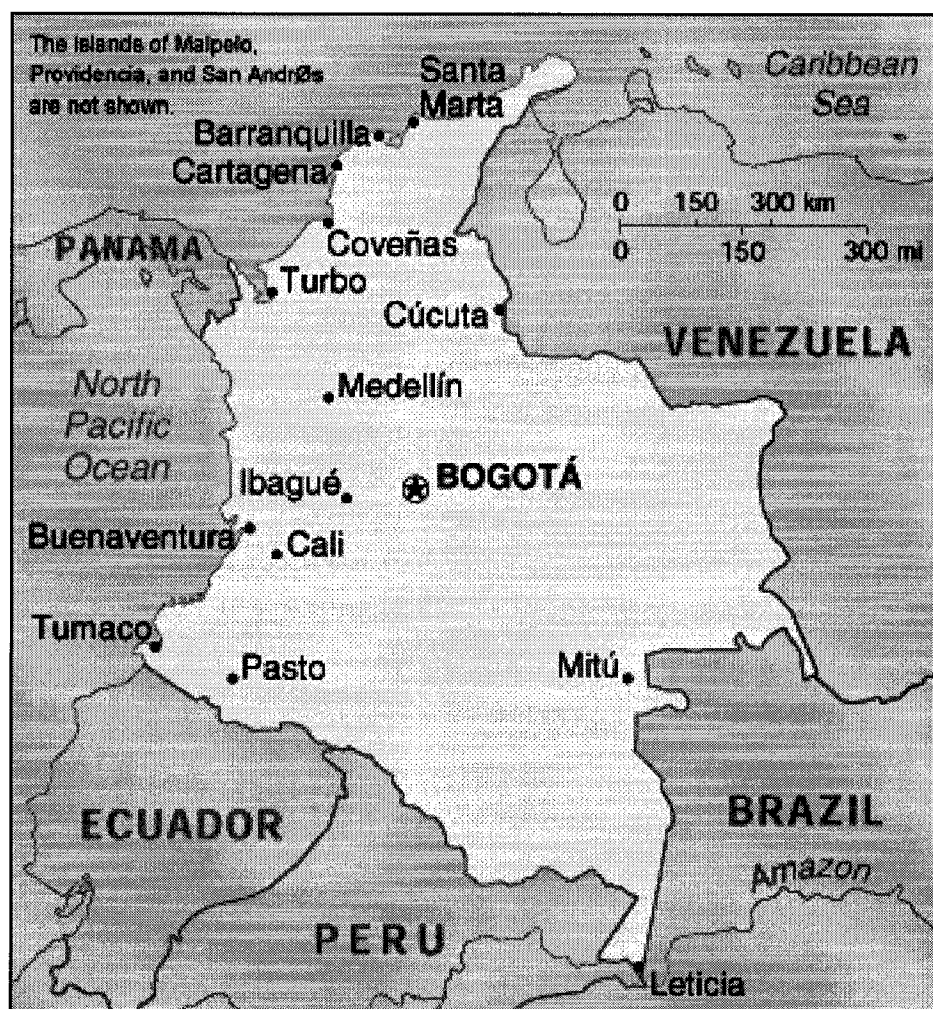 The islands of Malpelo,
Providencia, and San AndrØs
are not shown.
Santa
Marta
Caribbean
Sea
Barranquilla
Cartagena
0 150 300 km
0 150 300 mi
PANAMA
Coveñas
Turbo
Cúcuta
VENEZUELA
North
Pacific
Ocean
Medellín
Ibagué
BOGOTÁ
Buenaventura
Cali
Tumaco
Pasto
Mitú
ECUADOR
BRAZIL
Amazon
PERU
Leticia